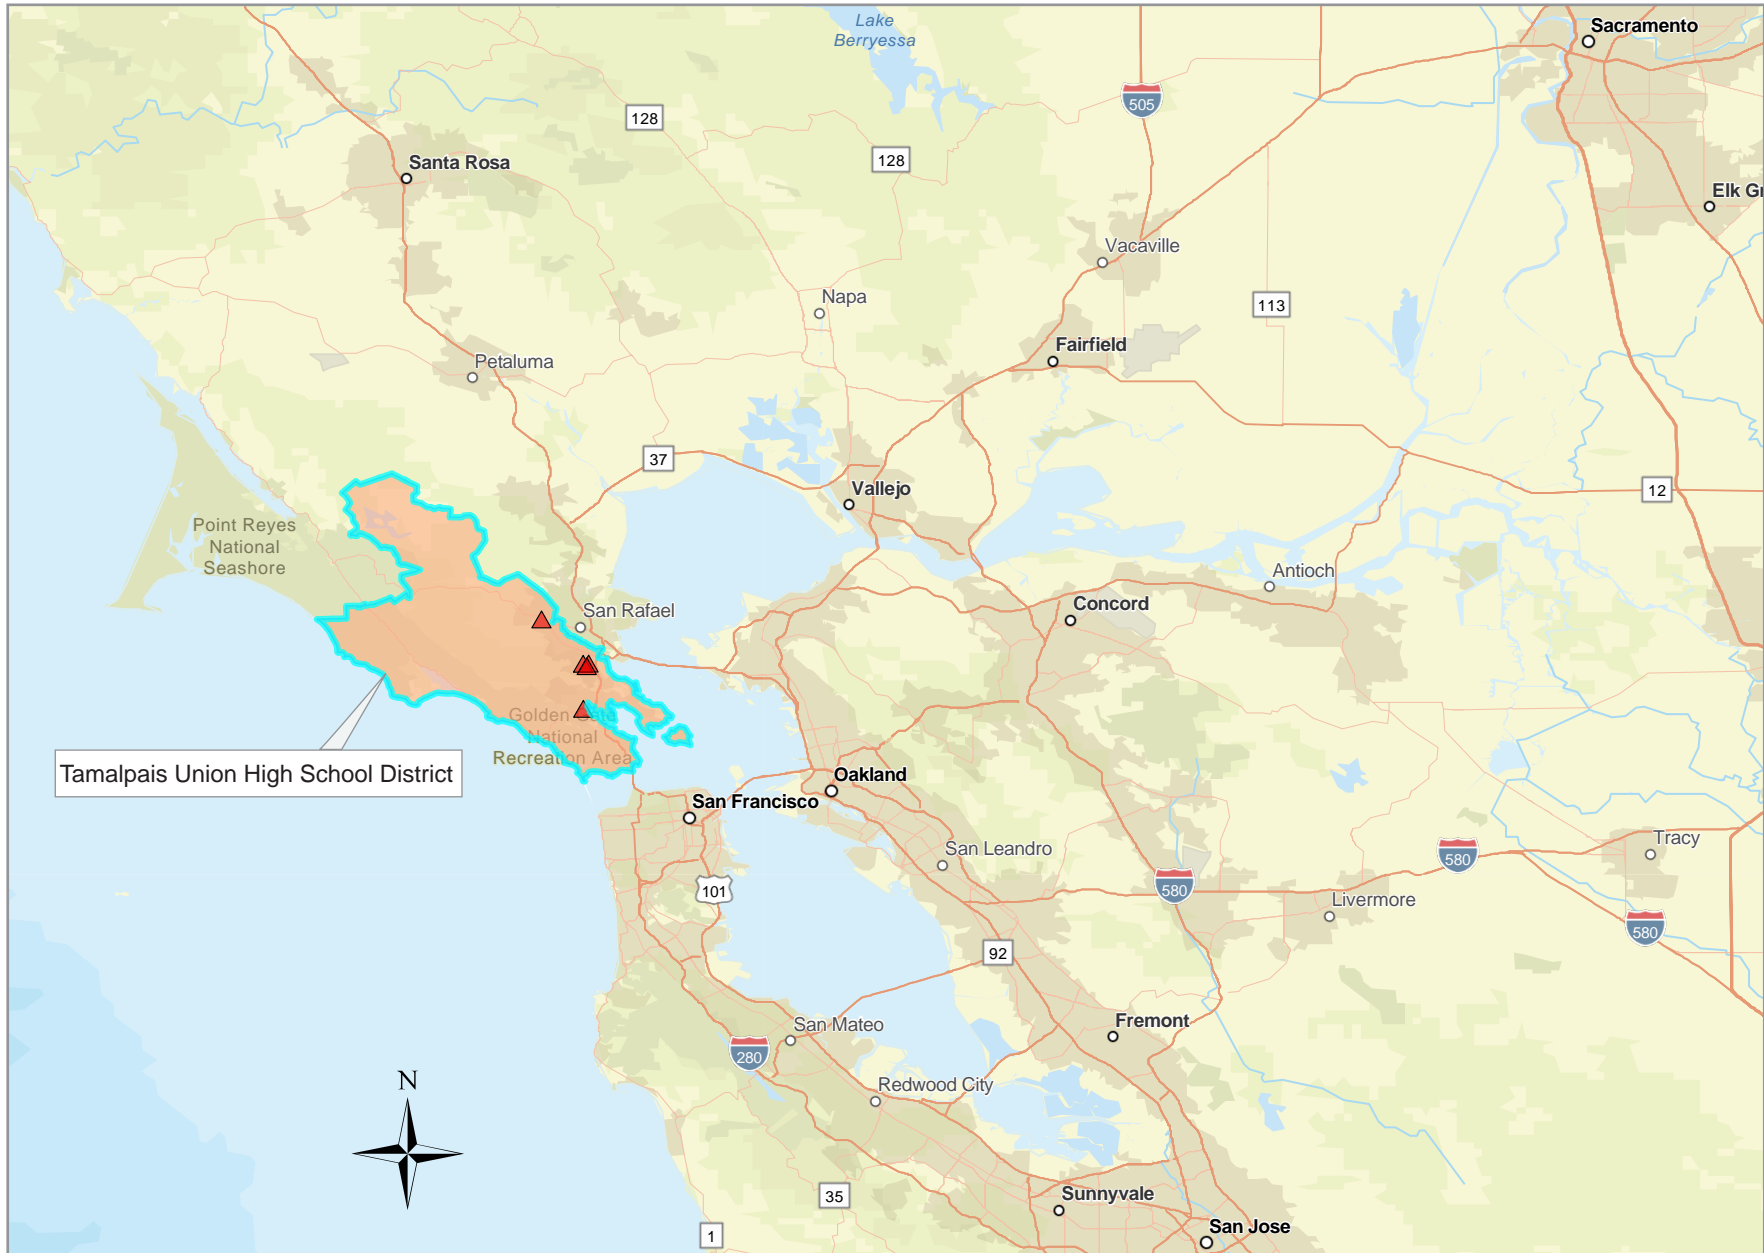 Lake
Berryessa
Sacramento
505
128
128
Santa Rosa
Elk Gr
Vacaville
Napa
113
Fairfield
Petaluma
37
Vallejo
12
Point Reyes
National
Seashore
Antioch
San Rafael
Concord
Golden Gate
National
Recreation Area
Tamalpais Union High School District
Oakland
San Francisco
San Leandro
Tracy
580
580
101
Livermore
580
92
San Mateo
Fremont
280
Redwood City
N
35
Sunnyvale
San Jose
1